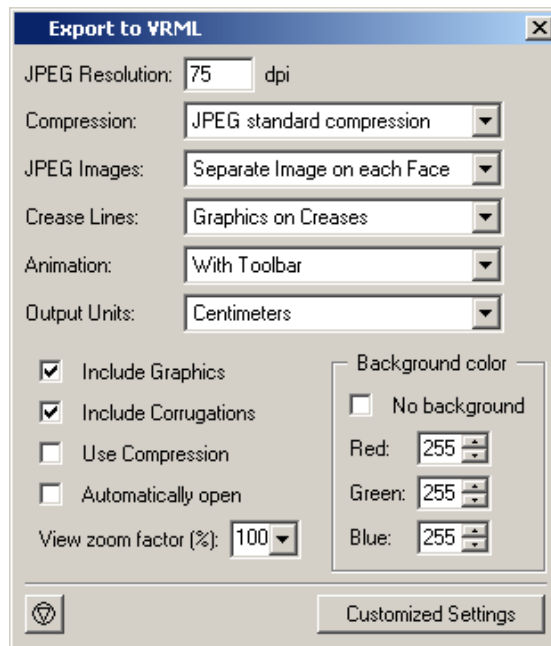 Export to VRML
JPEG Resolution: 75 dpi
Compression: JPEG standard compression
JPEG Images: Separate Image on each Face
Crease Lines: Graphics on Creases
Animation: With Toolbar
Output Units: Centimeters
Include Graphics
Include Corrugations
Use Compression
Automatically open
View zoom factor (%): 100
Background color
No background
Red: 255
Green: 255
Blue: 255
Customized Settings